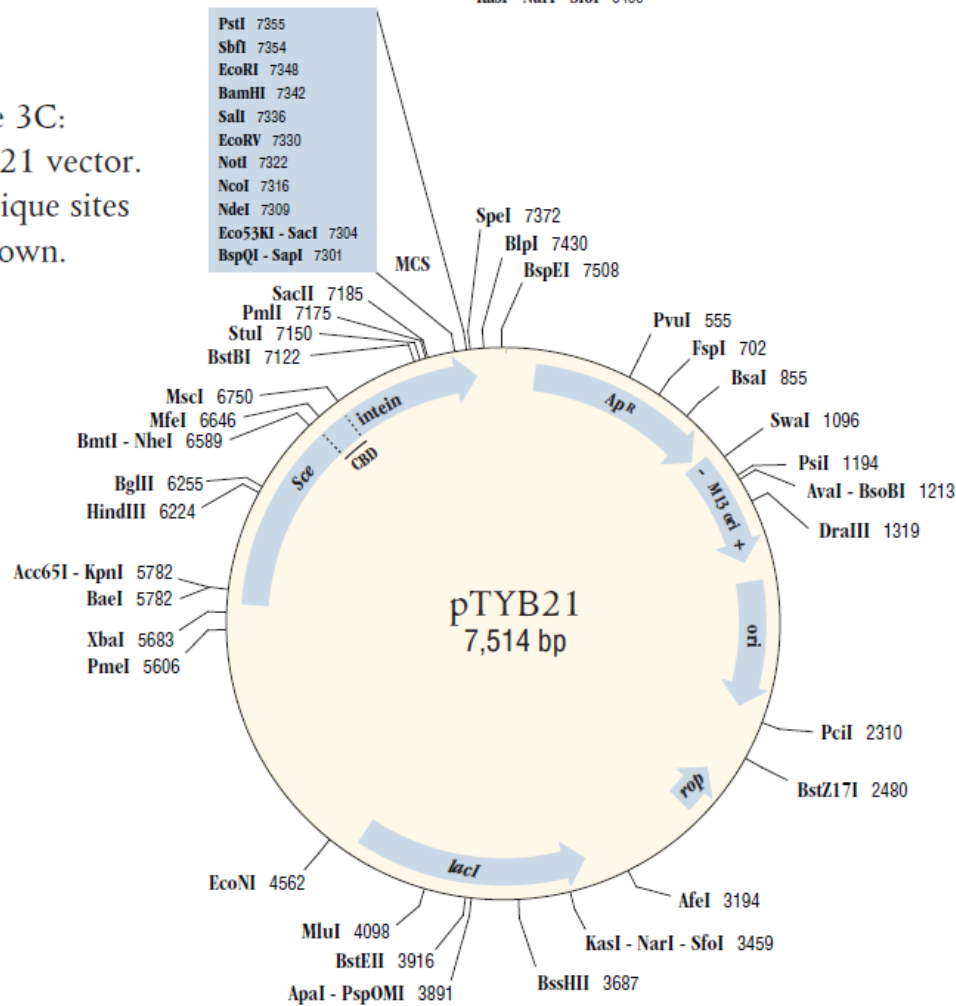 e 3C:
21 vector.
ique sites
own.
PstI 7355
SbfI 7354
EcoRI 7348
BamHI 7342
SalI 7336
EcoRV 7330
NotI 7322
NcoI 7316
NdeI 7309
Eco53KI - SacI 7304
BspQI - SapI 7301
MCS
SpeI 7372
BlpI 7430
BspEI 7508
SacII 7185
PmlI 7175
StuI 7150
BstBI 7122
MscI 6750
MfeI 6646
BmtI - NheI 6589
BglII 6255
HindIII 6224
Acc65I - KpnI 5782
BaeI 5782
XbaI 5683
PmeI 5606
PvuI 555
FspI 702
BsaI 855
SwaI 1096
PsiI 1194
AvaI - BsoBI 1213
DraIII 1319
Ap R
- M13 ori +
ori
rop
lacI
Sce
intein
CBD
pTYB21
7,514 bp
PciI 2310
BstZ17I 2480
AfeI 3194
KasI - NarI - SfoI 3459
BssHII 3687
ApaI - PspOMI 3891
BstEII 3916
MluI 4098
EcoNI 4562